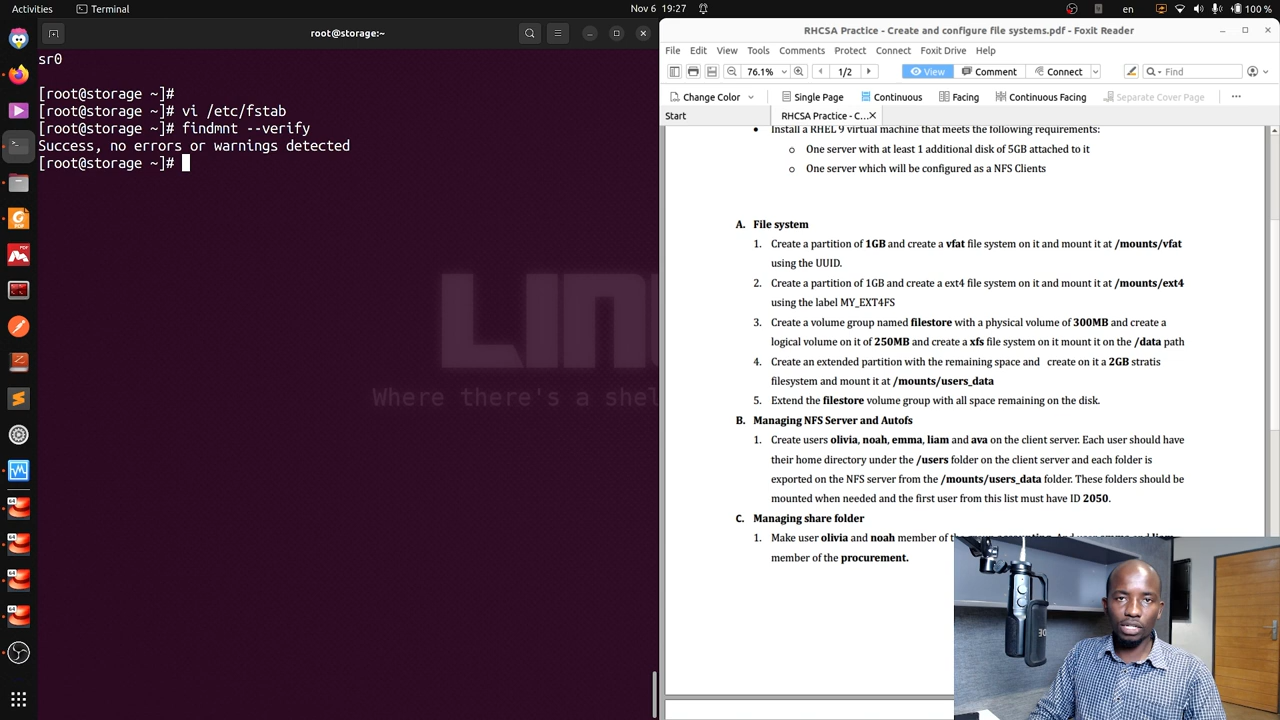 Activities
Terminal
Nov 6 19:27
100 %
root@storage:~
sr0
[root@storage ~]#
[root@storage ~]# vi /etc/fstab
[root@storage ~]# findmnt --verify
Success, no errors or warnings detected
[root@storage ~]#
LIN
Where there's a shel
RHCSA Practice - Create and configure file systems.pdf - Foxit Reader
File Edit View Tools Comments Protect Connect Foxit Drive Help
76.1% 1/2 View Comment Connect Find
Change Color Single Page Continuous Facing Continuous Facing Separate Cover Page ...
Start RHCSA Practice - C...
• Install a RHEL 9 virtual machine that meets the following requirements:
o One server with at least 1 additional disk of 5GB attached to it
o One server which will be configured as a NFS Clients
A. File system
1. Create a partition of 1GB and create a vfat file system on it and mount it at /mounts/vfat
using the UUID.
2. Create a partition of 1GB and create a ext4 file system on it and mount it at /mounts/ext4
using the label MY_EXT4FS
3. Create a volume group named filestore with a physical volume of 300MB and create a
logical volume on it of 250MB and create a xfs file system on it mount it on the /data path
4. Create an extended partition with the remaining space and create on it a 2GB stratis
filesystem and mount it at /mounts/users_data
5. Extend the filestore volume group with all space remaining on the disk.
B. Managing NFS Server and Autofs
1. Create users olivia, noah, emma, liam and ava on the client server. Each user should have
their home directory under the /users folder on the client server and each folder is
exported on the NFS server from the /mounts/users_data folder. These folders should be
mounted when needed and the first user from this list must have ID 2050.
C. Managing share folder
1. Make user olivia and noah member of the
member of the procurement.